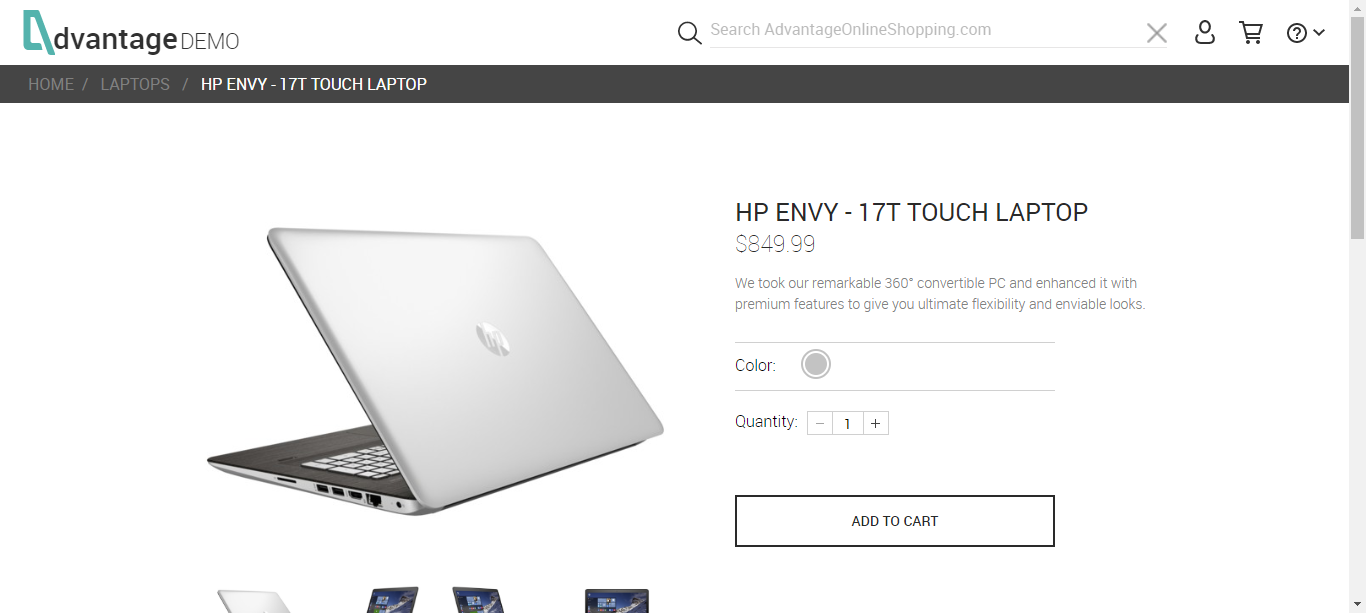 dvantage DEMO
Search AdvantageOnlineShopping.com
HOME / LAPTOPS / HP ENVY - 17T TOUCH LAPTOP
HP ENVY - 17T TOUCH LAPTOP
$849.99
We took our remarkable 360° convertible PC and enhanced it with
premium features to give you ultimate flexibility and enviable looks.
Color:
Quantity: − 1 +
ADD TO CART
hp